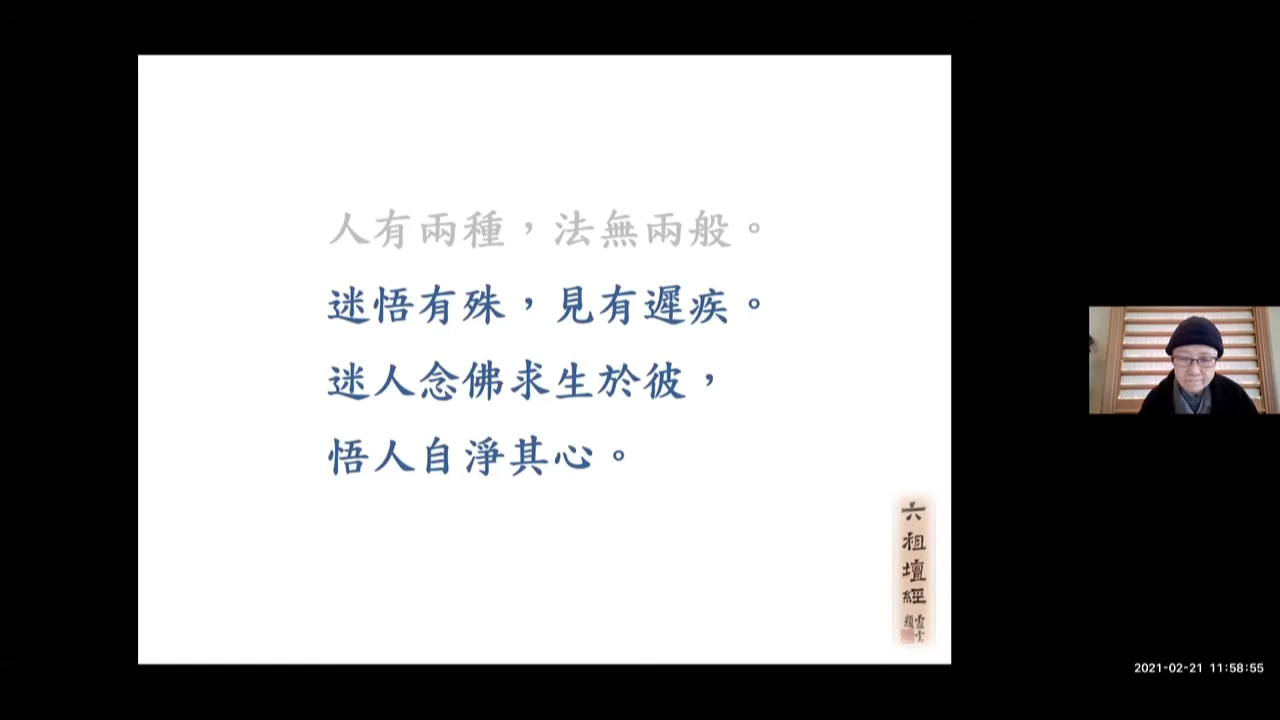 人有兩種，法無兩般。
迷悟有殊，見有遲疾。
迷人念佛求生於彼，
悟人自淨其心。
六祖壇經
2021-02-21 11:58:55